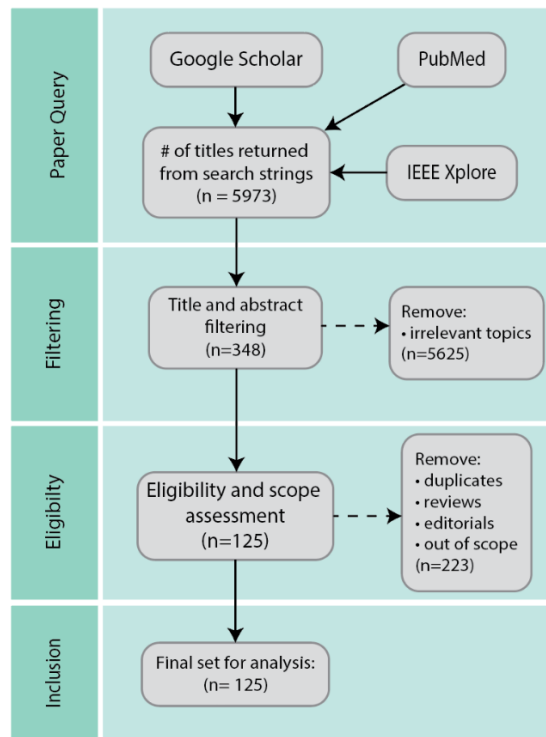 Paper Query
Google Scholar
PubMed
# of titles returned
from search strings
(n = 5973)
IEEE Xplore
Filtering
Title and abstract
filtering
(n=348)
Remove:
• irrelevant topics
(n=5625)
Eligibilty
Eligibility and scope
assessment
(n=125)
Remove:
• duplicates
• reviews
• editorials
• out of scope
(n=223)
Inclusion
Final set for analysis:
(n= 125)